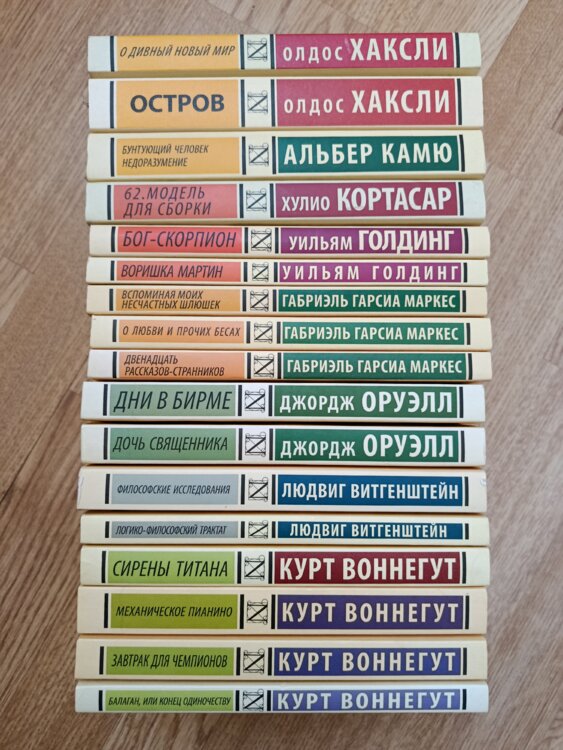 О ДИВНЫЙ НОВЫЙ МИР ОЛДОС ХАКСЛИ
ОСТРОВ ОЛДОС ХАКСЛИ
БУНТУЮЩИЙ ЧЕЛОВЕК
НЕДОРАЗУМЕНИЕ
АЛЬБЕР КАМЮ
62. МОДЕЛЬ
ДЛЯ СБОРКИ
ХУЛИО КОРТАСАР
БОГ-СКОРПИОН УИЛЬЯМ ГОЛДИНГ
ВОРИШКА МАРТИН УИЛЬЯМ ГОЛДИНГ
ВСПОМИНАЯ МОИХ
НЕСЧАСТНЫХ ШЛЮШЕК
ГАБРИЭЛЬ ГАРСИА МАРКЕС
О ЛЮБВИ И ПРОЧИХ БЕСАХ ГАБРИЭЛЬ ГАРСИА МАРКЕС
ДВЕНАДЦАТЬ
РАССКАЗОВ-СТРАННИКОВ
ГАБРИЭЛЬ ГАРСИА МАРКЕС
ДНИ В БИРМЕ ДЖОРДЖ ОРУЭЛЛ
ДОЧЬ СВЯЩЕННИКА ДЖОРДЖ ОРУЭЛЛ
ФИЛОСОФСКИЕ ИССЛЕДОВАНИЯ ЛЮДВИГ ВИТГЕНШТЕЙН
ЛОГИКО-ФИЛОСОФСКИЙ ТРАКТАТ ЛЮДВИГ ВИТГЕНШТЕЙН
СИРЕНЫ ТИТАНА КУРТ ВОННЕГУТ
МЕХАНИЧЕСКОЕ ПИАНИНО КУРТ ВОННЕГУТ
ЗАВТРАК ДЛЯ ЧЕМПИОНОВ КУРТ ВОННЕГУТ
БАЛАГАН, ИЛИ КОНЕЦ ОДИНОЧЕСТВУ КУРТ ВОННЕГУТ